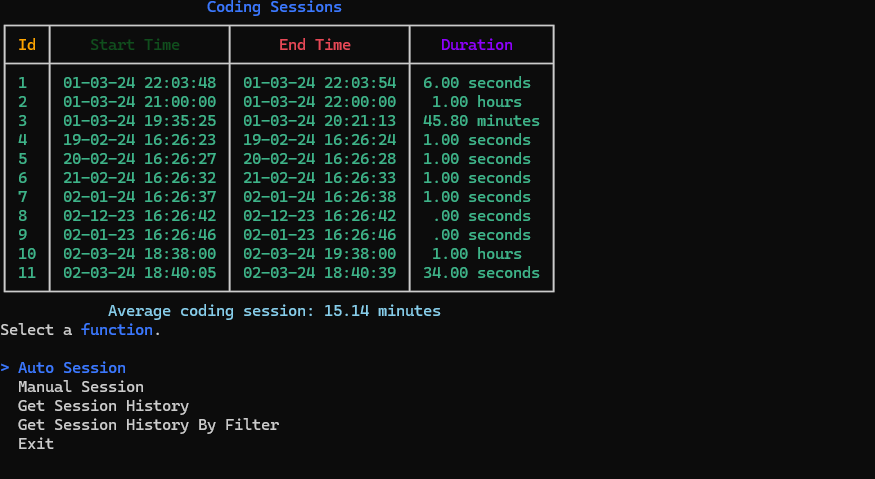 Coding Sessions
Id Start Time End Time Duration
1 01-03-24 22:03:48 01-03-24 22:03:54 6.00 seconds
2 01-03-24 21:00:00 01-03-24 22:00:00 1.00 hours
3 01-03-24 19:35:25 01-03-24 20:21:13 45.80 minutes
4 19-02-24 16:26:23 19-02-24 16:26:24 1.00 seconds
5 20-02-24 16:26:27 20-02-24 16:26:28 1.00 seconds
6 21-02-24 16:26:32 21-02-24 16:26:33 1.00 seconds
7 02-01-24 16:26:37 02-01-24 16:26:38 1.00 seconds
8 02-12-23 16:26:42 02-12-23 16:26:42 .00 seconds
9 02-01-23 16:26:46 02-01-23 16:26:46 .00 seconds
10 02-03-24 18:38:00 02-03-24 19:38:00 1.00 hours
11 02-03-24 18:40:05 02-03-24 18:40:39 34.00 seconds
Average coding session: 15.14 minutes
Select a function.
> Auto Session
Manual Session
Get Session History
Get Session History By Filter
Exit